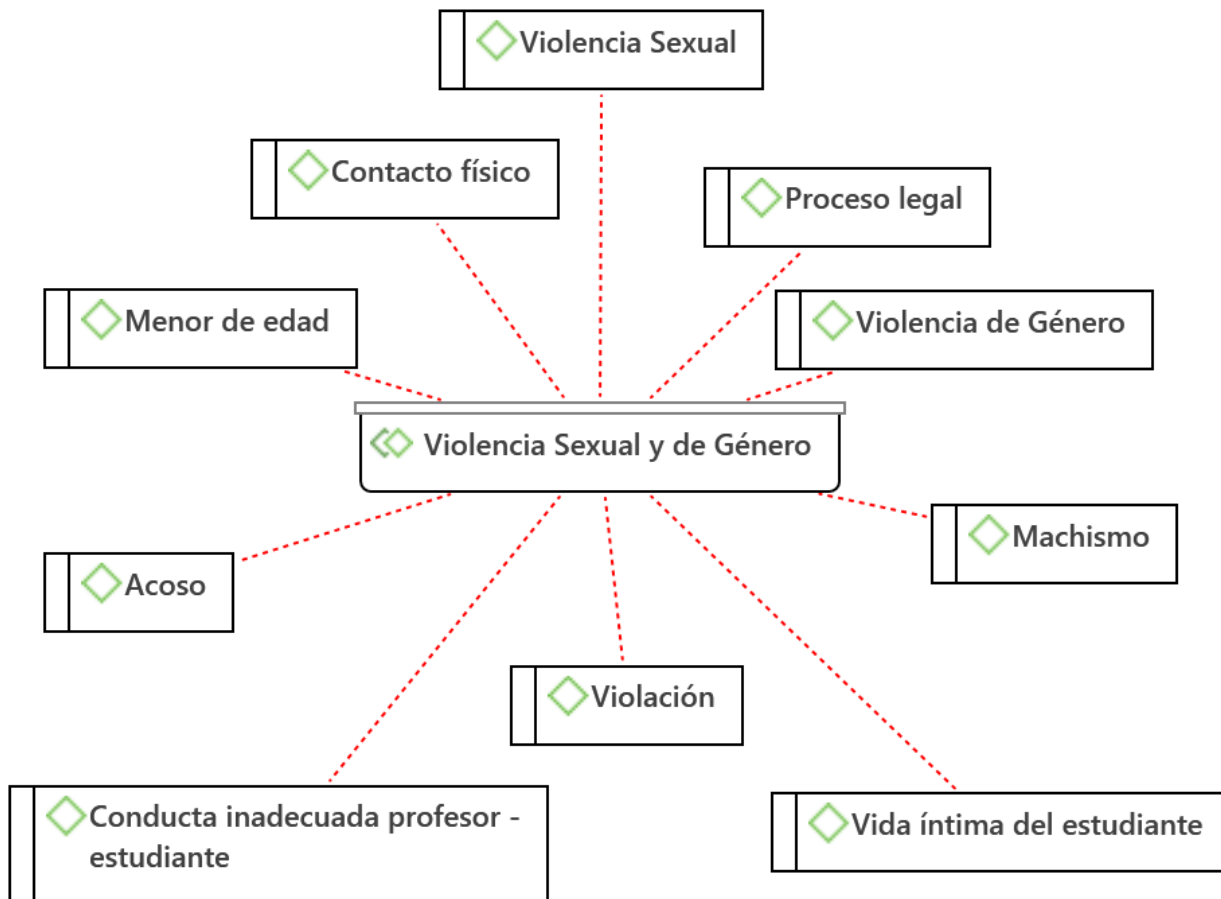 Violencia Sexual
Contacto físico
Proceso legal
Menor de edad
Violencia de Género
Violencia Sexual y de Género
Machismo
Acoso
Violación
Conducta inadecuada profesor -
estudiante
Vida íntima del estudiante